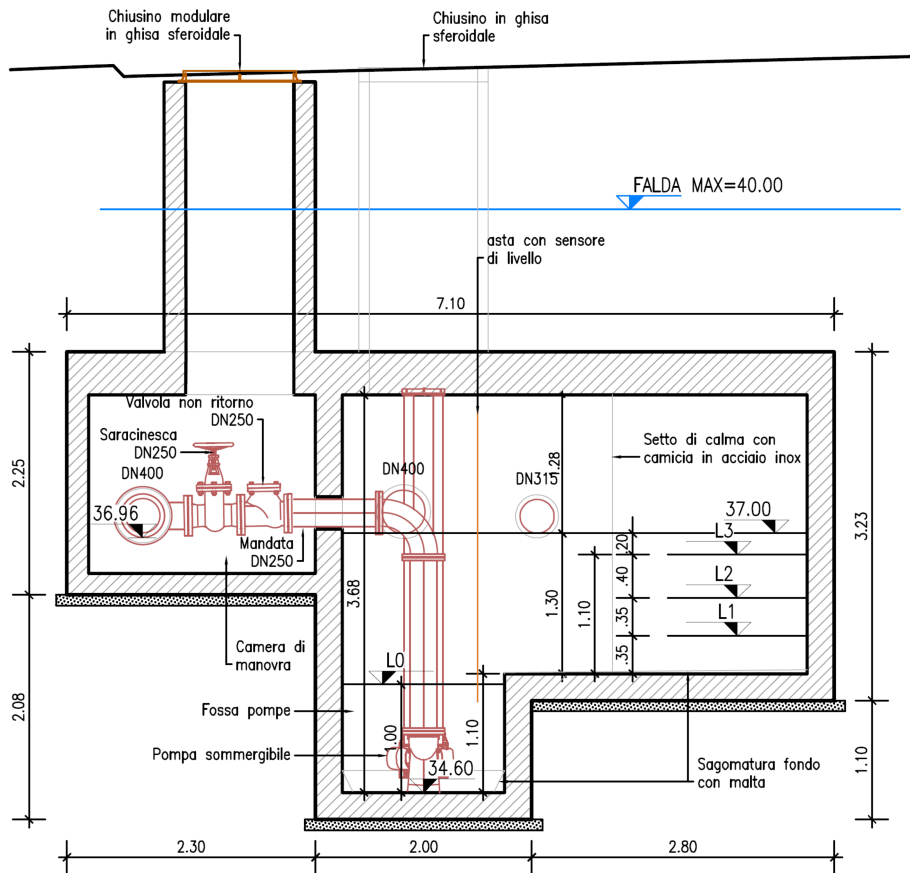 Chiusino modulare
in ghisa sferoidale
Chiusino in ghisa
sferoidale
FALDA MAX=40.00
asta con sensore
di livello
7.10
Valvola non ritorno
DN250
Saracinesca
DN250
DN400
36.96
DN400
DN315
1.28
Setto di calma con
camicia in acciaio inox
37.00
L3
L2
L1
.20
.40
.35
.35
1.10
1.30
2.25
3.23
Mandata
DN250
3.68
Camera di
manovra
L0
Fossa pompe
1.00
1.10
Pompa sommergibile
34.60
Sagomatura fondo
con malta
2.08
1.10
2.30
2.00
2.80